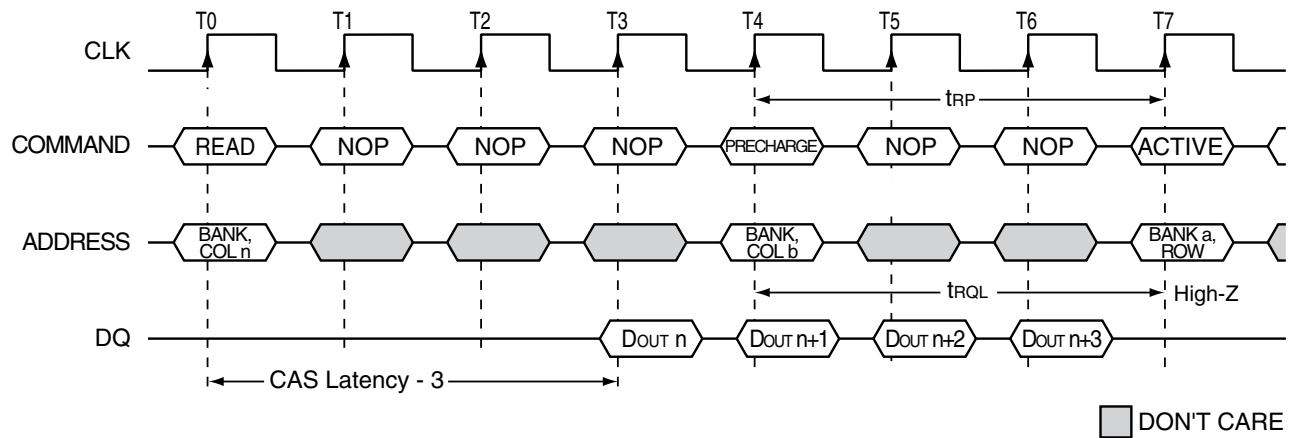 T0 T1 T2 T3 T4 T5 T6 T7
CLK
tRP
COMMAND READ NOP NOP NOP PRECHARGE NOP NOP ACTIVE
ADDRESS
BANK,
COL n
BANK,
COL b
BANK a,
ROW
tRQL High-Z
DQ DOUT n DOUT n+1 DOUT n+2 DOUT n+3
CAS Latency - 3
DON'T CARE